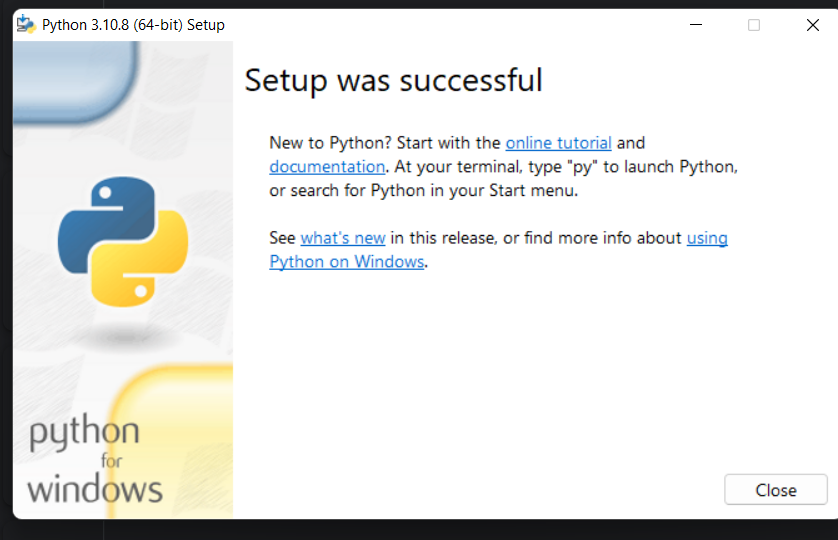 Python 3.10.8 (64-bit) Setup
Setup was successful
New to Python? Start with the online tutorial and
documentation. At your terminal, type "py" to launch Python,
or search for Python in your Start menu.
See what's new in this release, or find more info about using
Python on Windows.
python
for
windows
Close